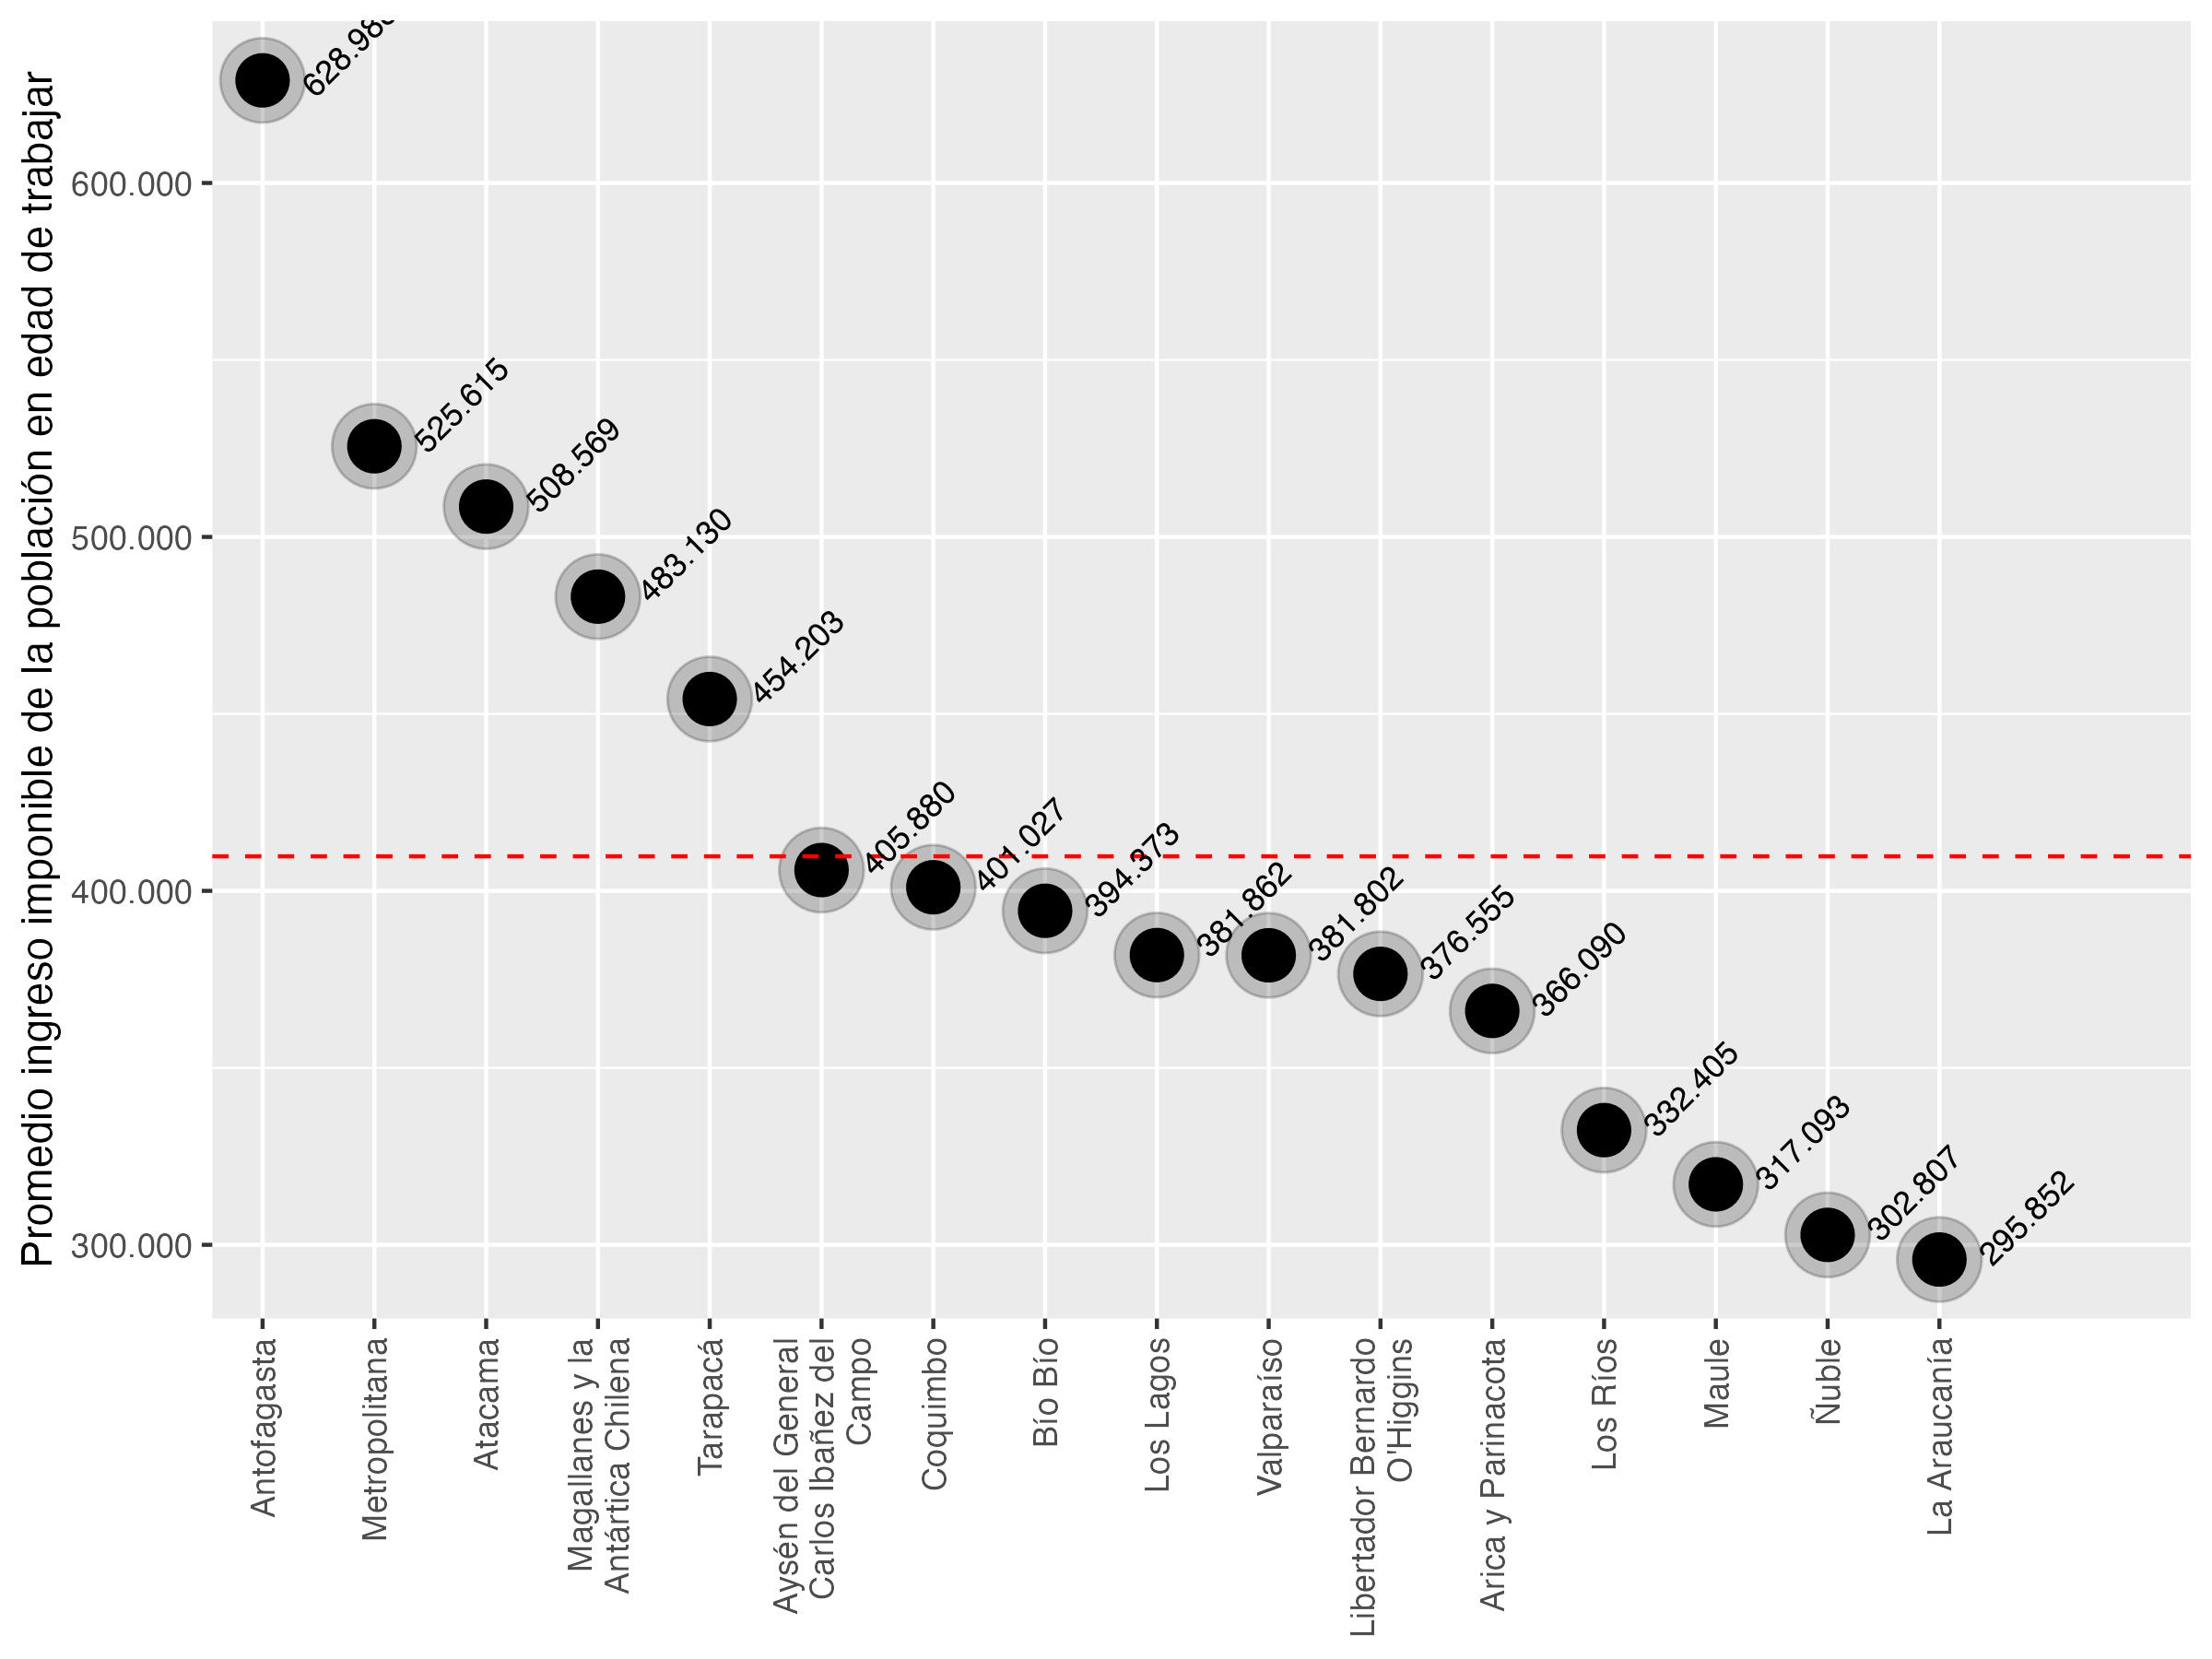 Promedio ingreso imponible de la población en edad de trabajar
600.000
500.000
400.000
300.000
525.615
508.569
483.130
454.203
405.880
401.027
394.373
381.862
381.802
376.555
366.090
332.405
317.093
302.807
295.852
Antofagasta
Metropolitana
Atacama
Magallanes y la
Antártica Chilena
Tarapacá
Aysén del General
Carlos Ibañez del
Campo
Coquimbo
Bío Bío
Los Lagos
Valparaíso
Libertador Bernardo
O'Higgins
Arica y Parinacota
Los Ríos
Maule
Ñuble
La Araucanía